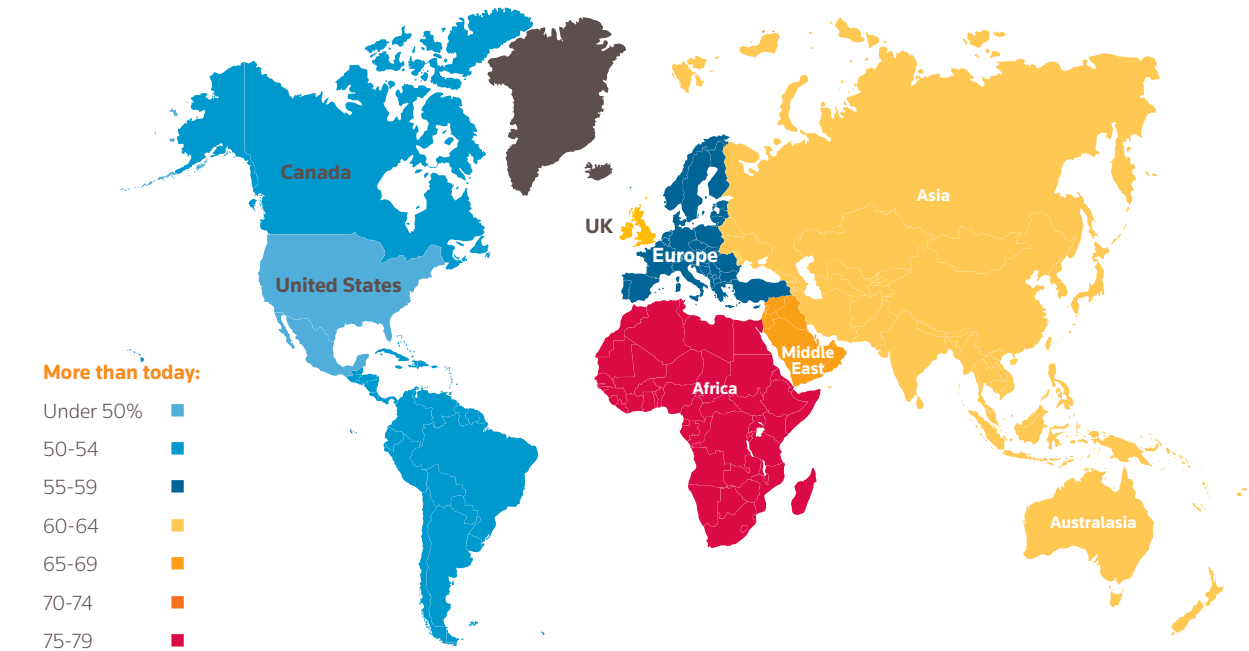 Canada
Asia
UK
Europe
United States
Middle
East
More than today:
Africa
Under 50%
50-54
55-59
60-64
Australasia
65-69
70-74
75-79